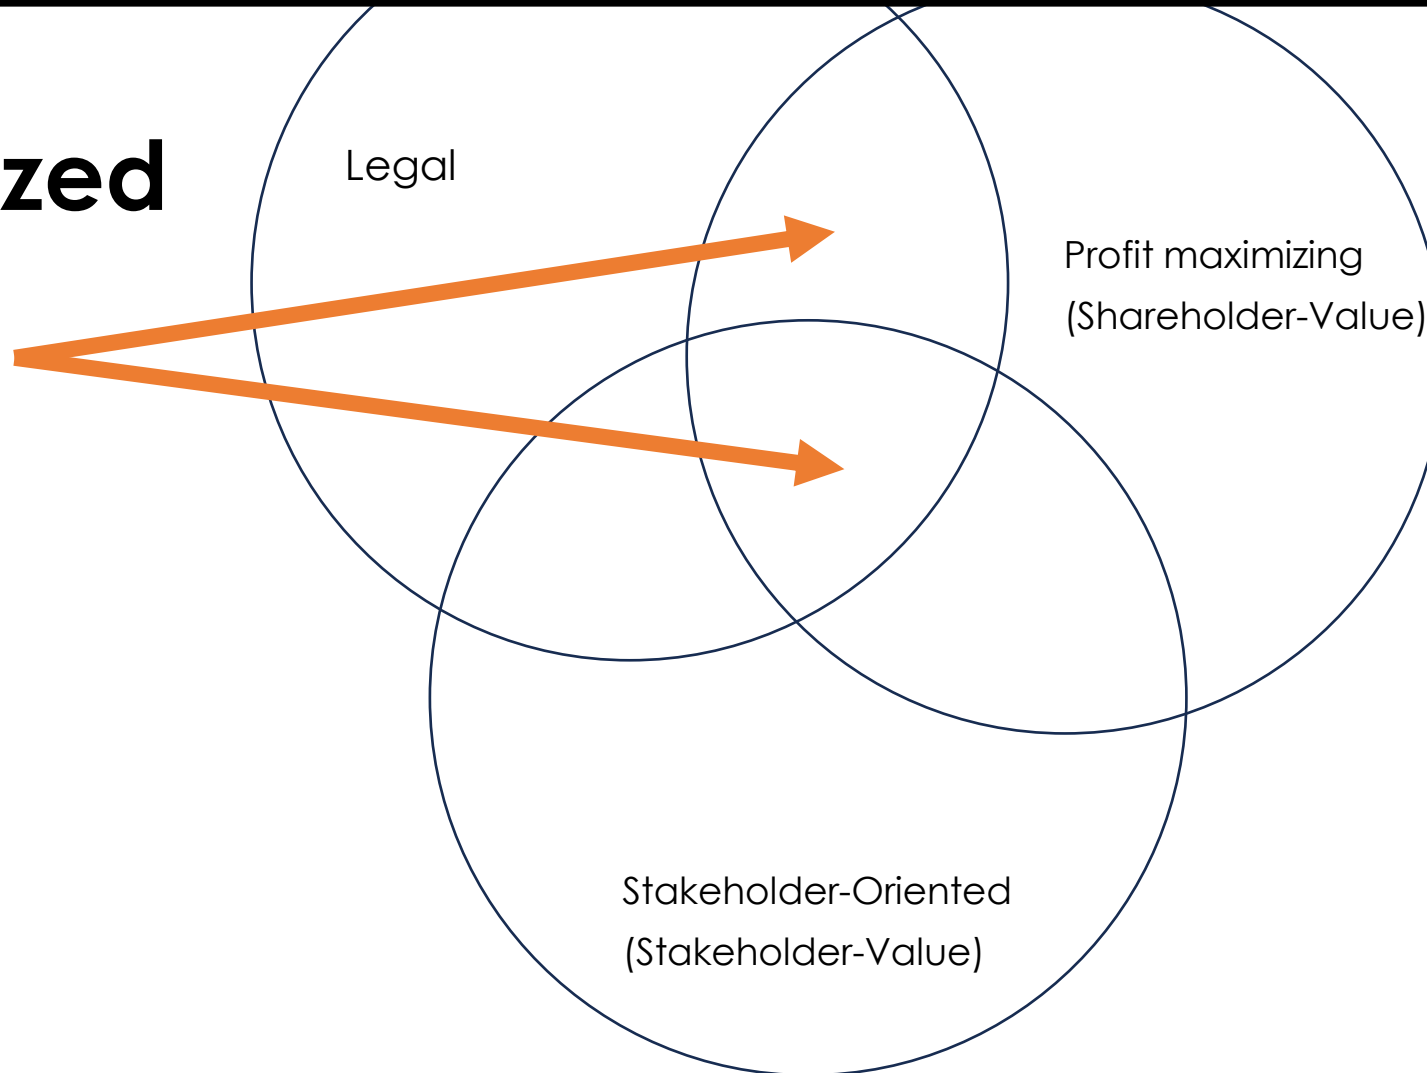 zed
Legal
Profit maximizing
(Shareholder-Value)
Stakeholder-Oriented
(Stakeholder-Value)